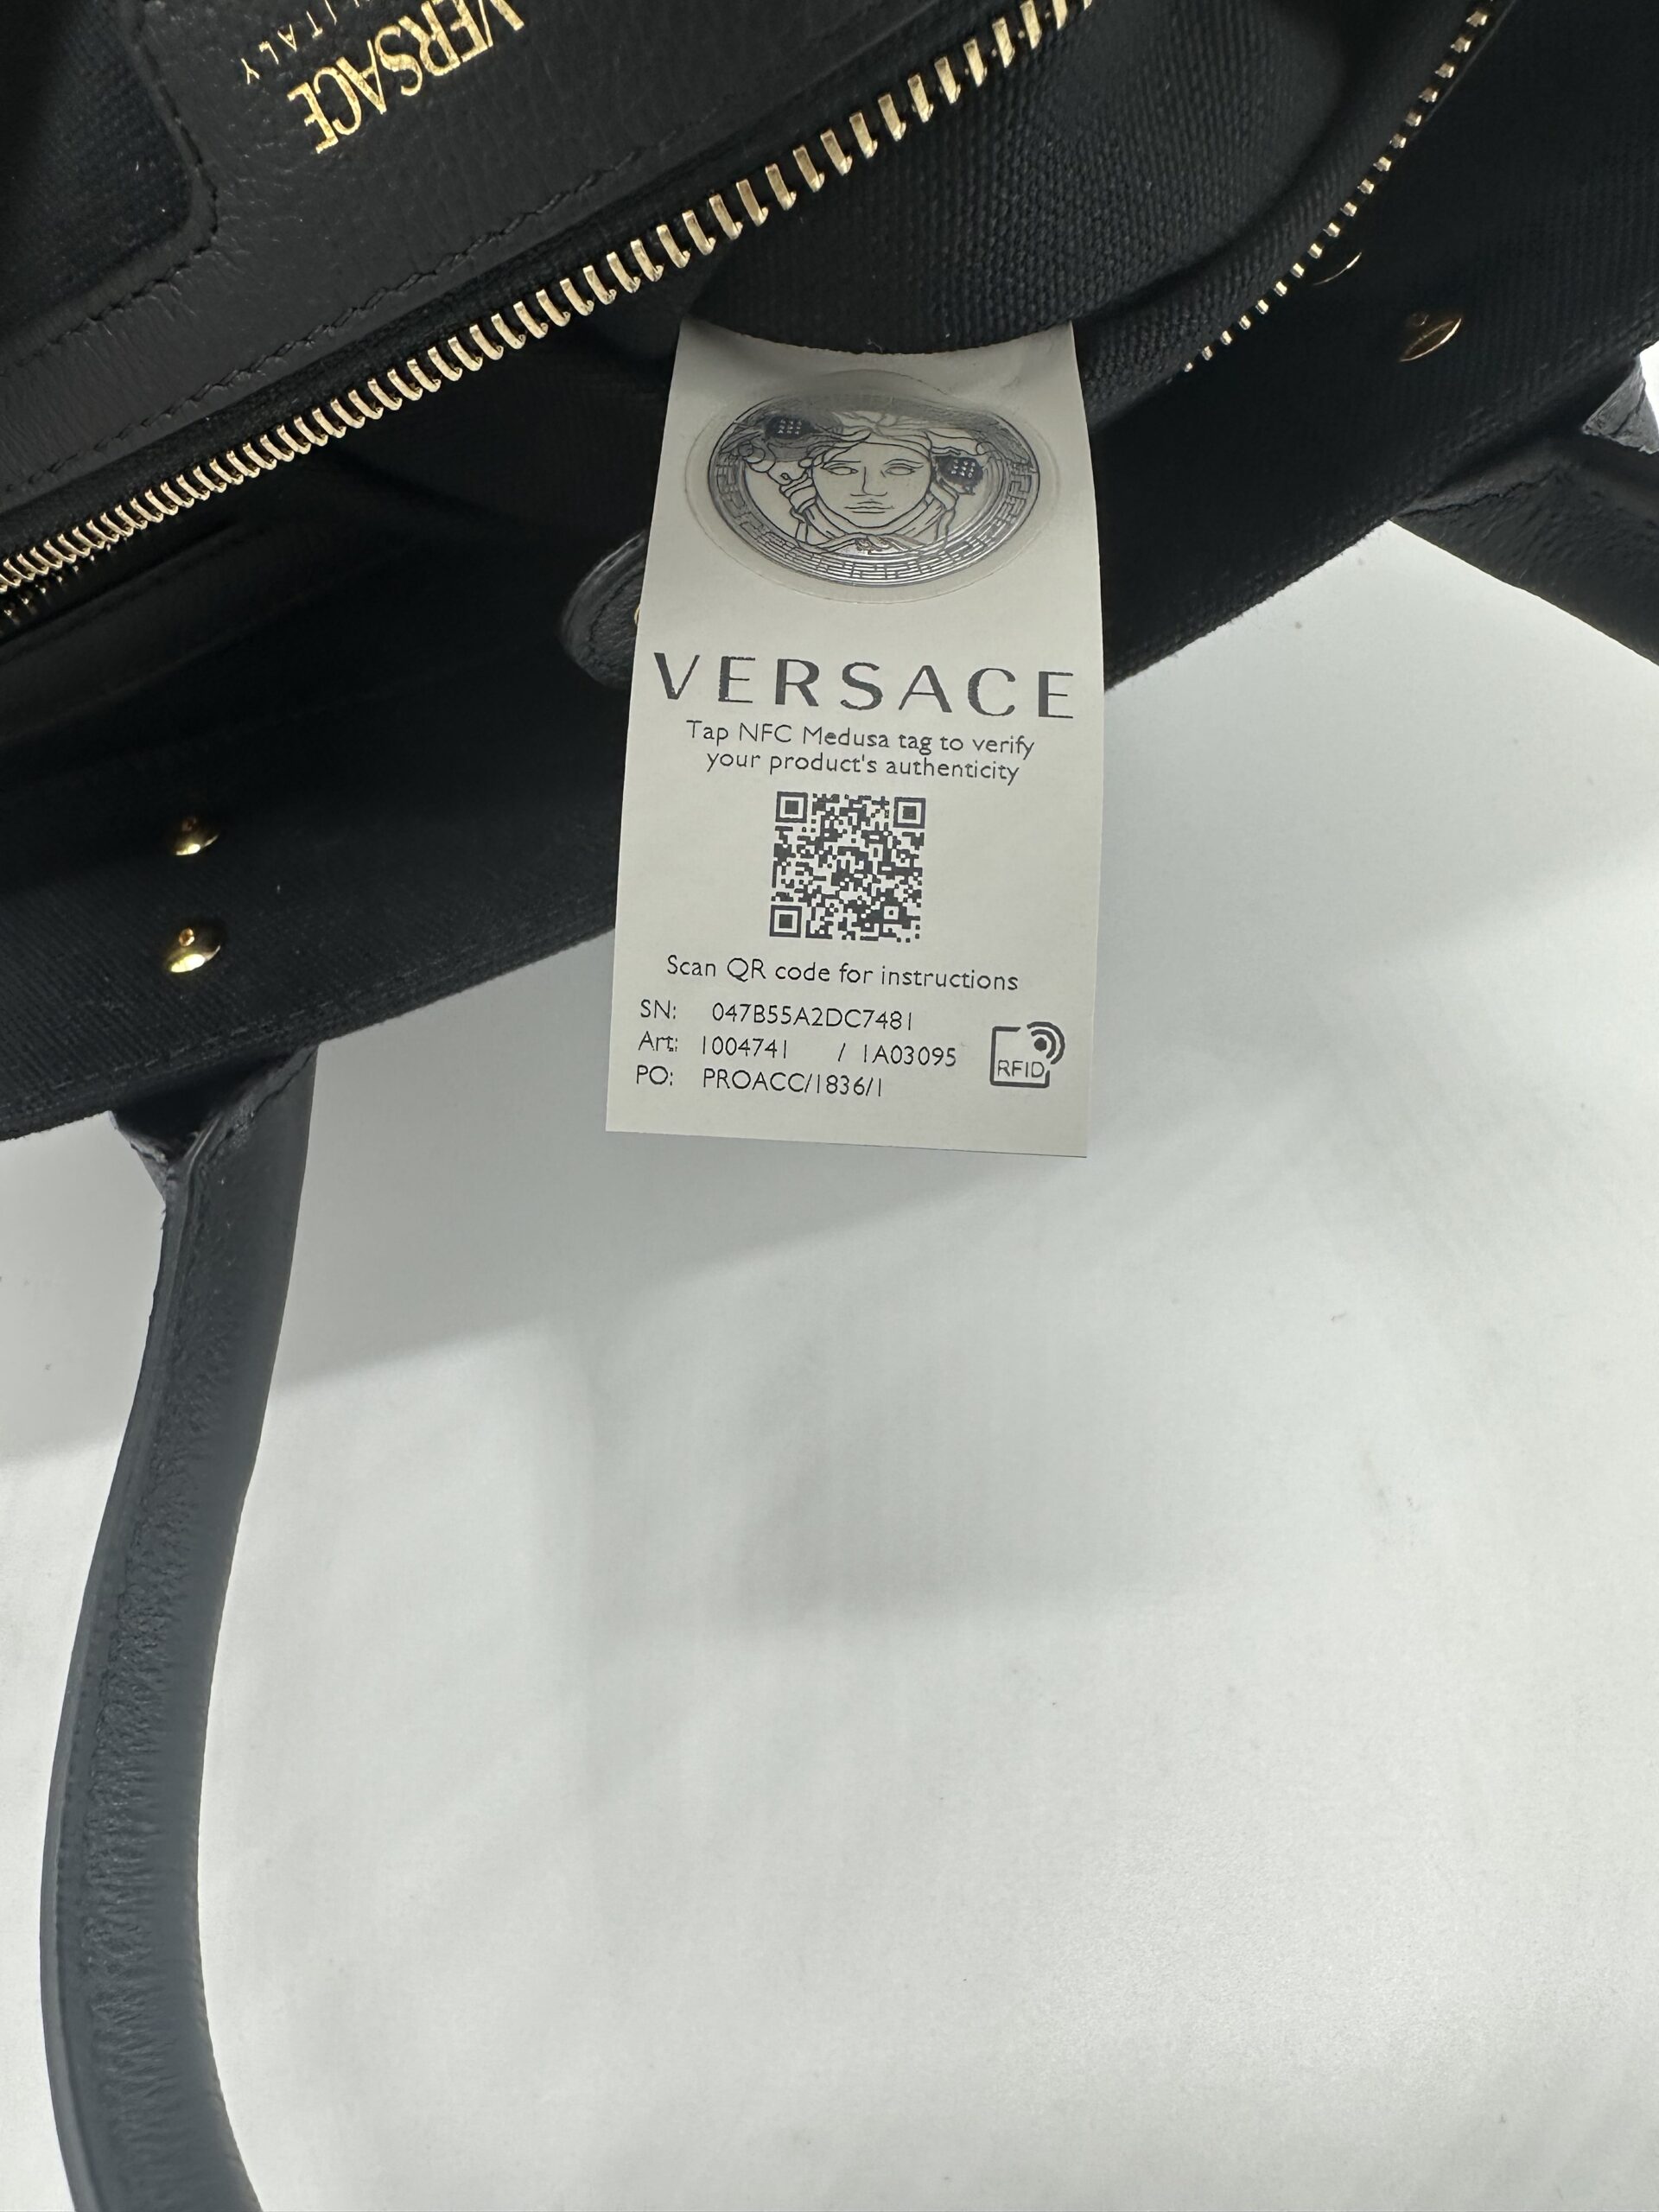 VERSACE
ITALY
VERSACE
Tap NFC Medusa tag to verify
your product's authenticity
Scan QR code for instructions
SN: 047B55A2DC7481
Art: 1004741 / 1A03095
PO: PROACC/1836/1
RFID